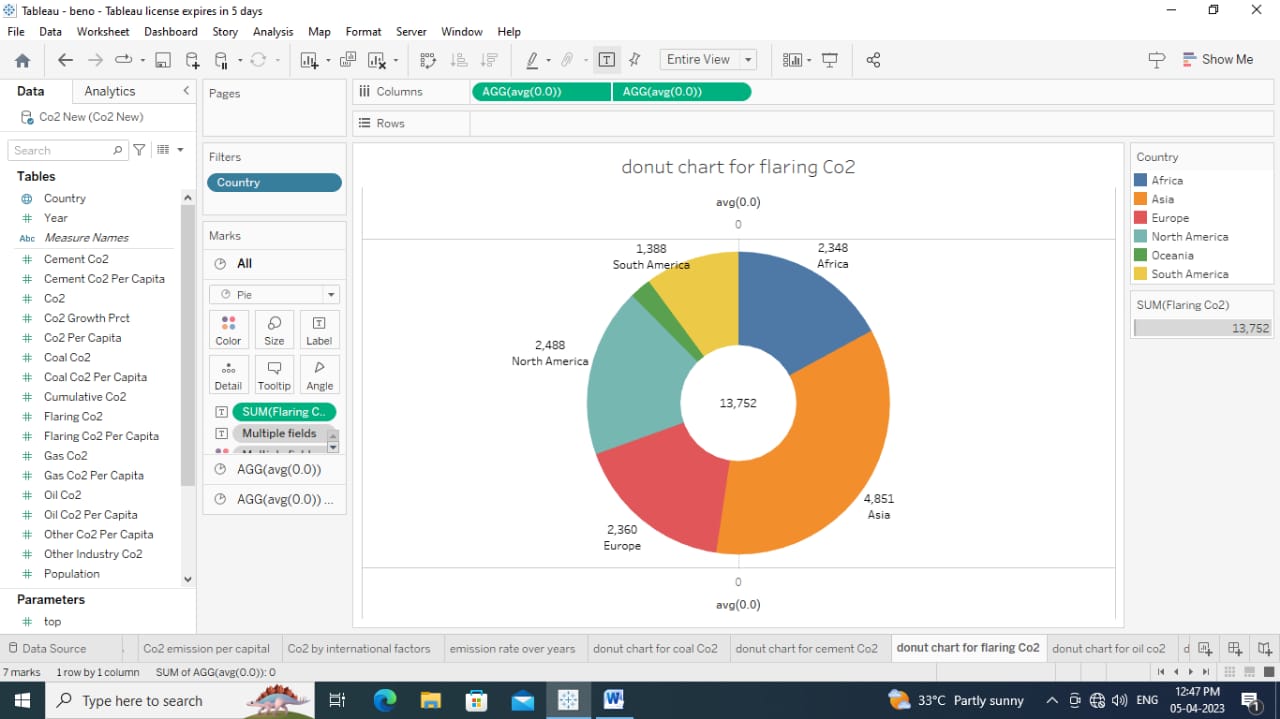 Tableau - beno - Tableau license expires in 5 days
File Data Worksheet Dashboard Story Analysis Map Format Server Window Help
Entire View
Show Me
Data
Analytics
Co2 New (Co2 New)
Search
Tables
Country
Year
Abc Measure Names
Cement Co2
Cement Co2 Per Capita
Co2
Co2 Growth Prct
Co2 Per Capita
Coal Co2
Coal Co2 Per Capita
Cumulative Co2
Flaring Co2
Flaring Co2 Per Capita
Gas Co2
Gas Co2 Per Capita
Oil Co2
Oil Co2 Per Capita
Other Co2 Per Capita
Other Industry Co2
Population
Parameters
top
Pages
Filters
Country
Marks
All
Pie
Color Size Label
Detail Tooltip Angle
SUM(Flaring C..
Multiple fields
AGG(avg(0.0))
AGG(avg(0.0)) ...
Columns AGG(avg(0.0)) AGG(avg(0.0))
Rows
donut chart for flaring Co2
avg(0.0)
0
1,388
South America
2,348
Africa
2,488
North America
13,752
4,851
Asia
2,360
Europe
0
avg(0.0)
Country
Africa
Asia
Europe
North America
Oceania
South America
SUM(Flaring Co2)
13,752
Data Source Co2 emission per capital Co2 by international factors emission rate over years donut chart for coal Co2 donut chart for cement Co2 donut chart for flaring Co2 donut chart for oil co2 d
7 marks 1 row by 1 column SUM of AGG(avg(0.0)): 0
Type here to search
W
33°C Partly sunny
ENG
12:47 PM
05-04-2023
1